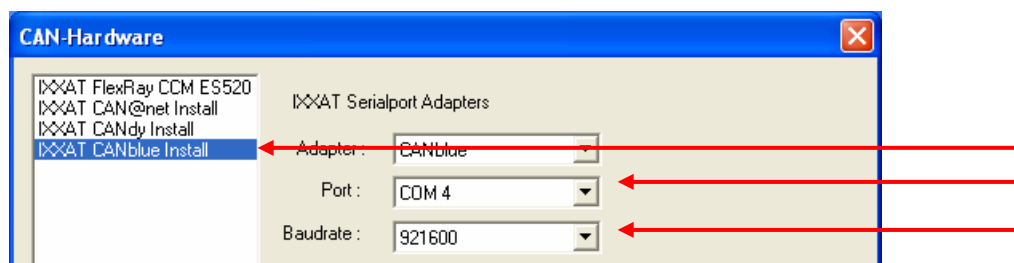 CAN-Hardware
IXXAT FlexRay CCM ES520
IXXAT CAN@net Install
IXXAT CANdy Install
IXXAT CANblue Install
IXXAT Serialport Adapters
Adapter : CANblue
Port : COM 4
Baudrate : 921600